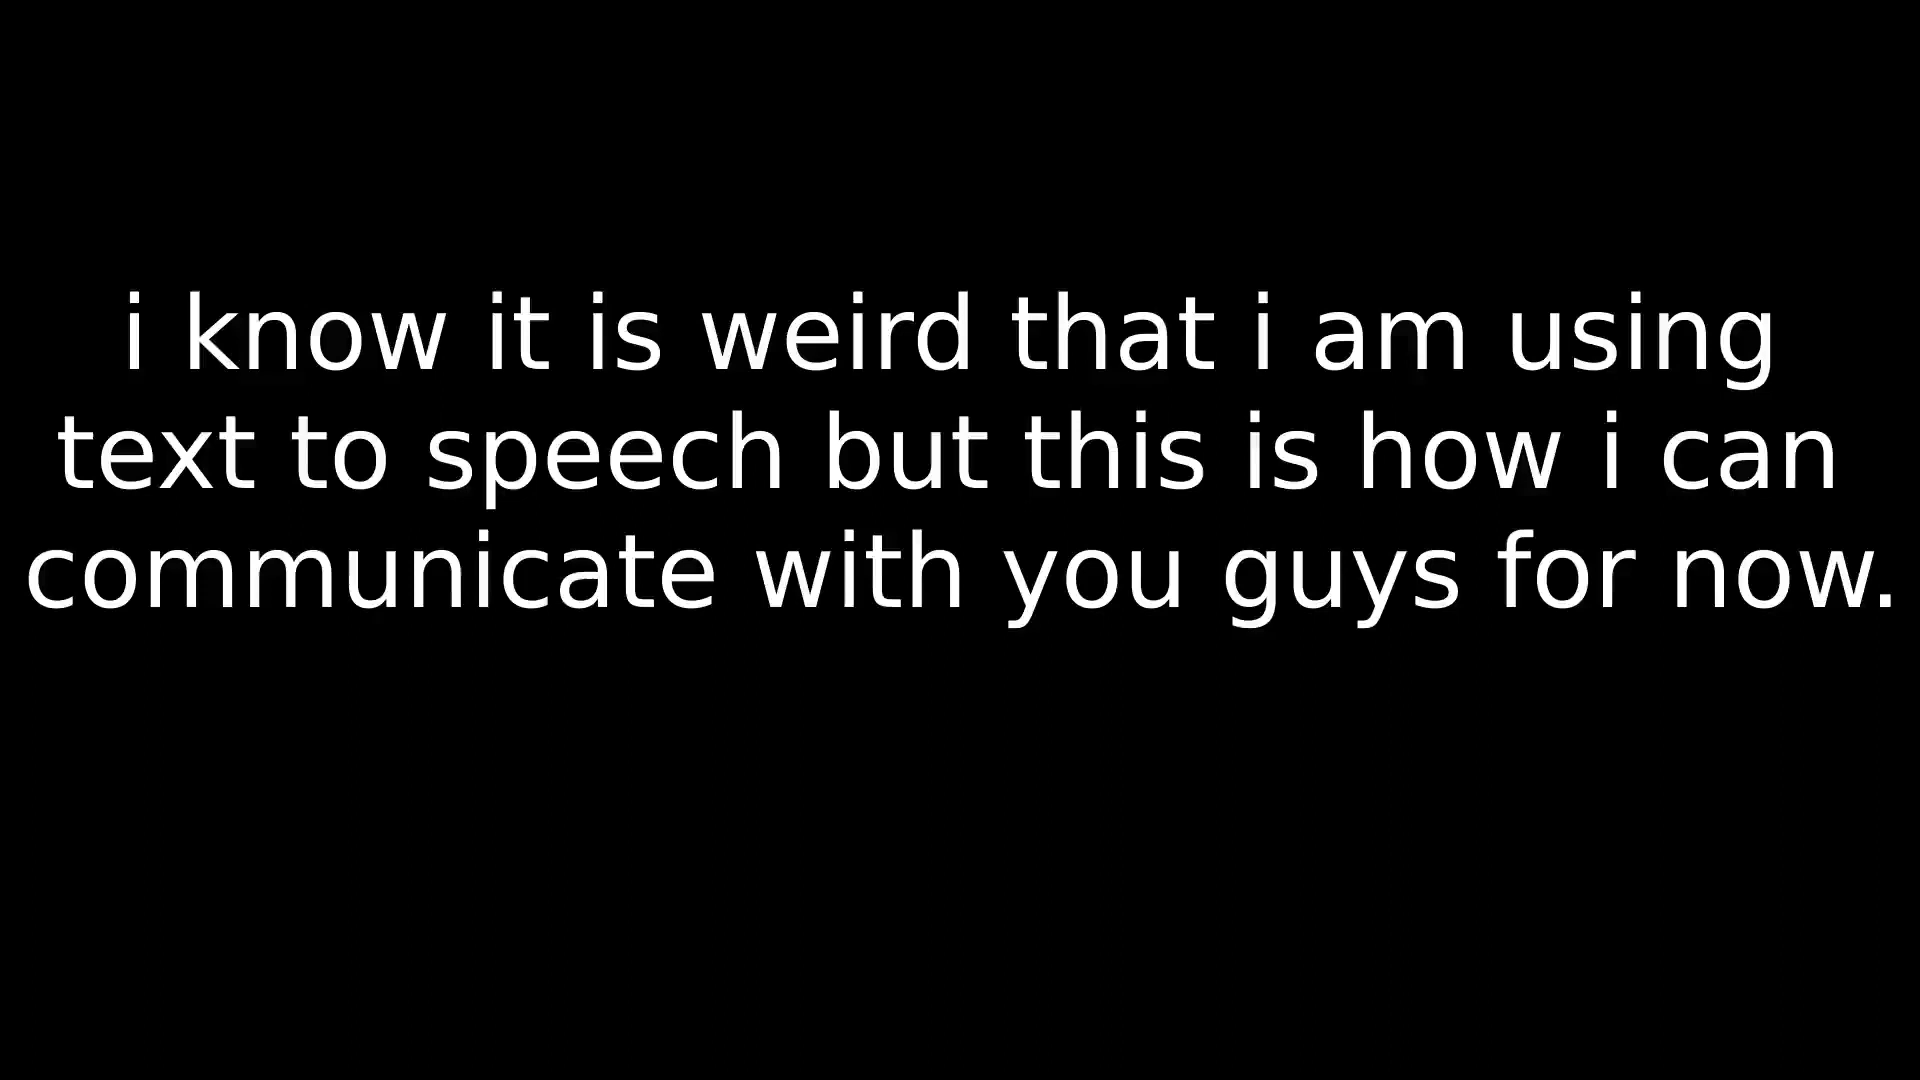 i know it is weird that i am using
text to speech but this is how i can
communicate with you guys for now.